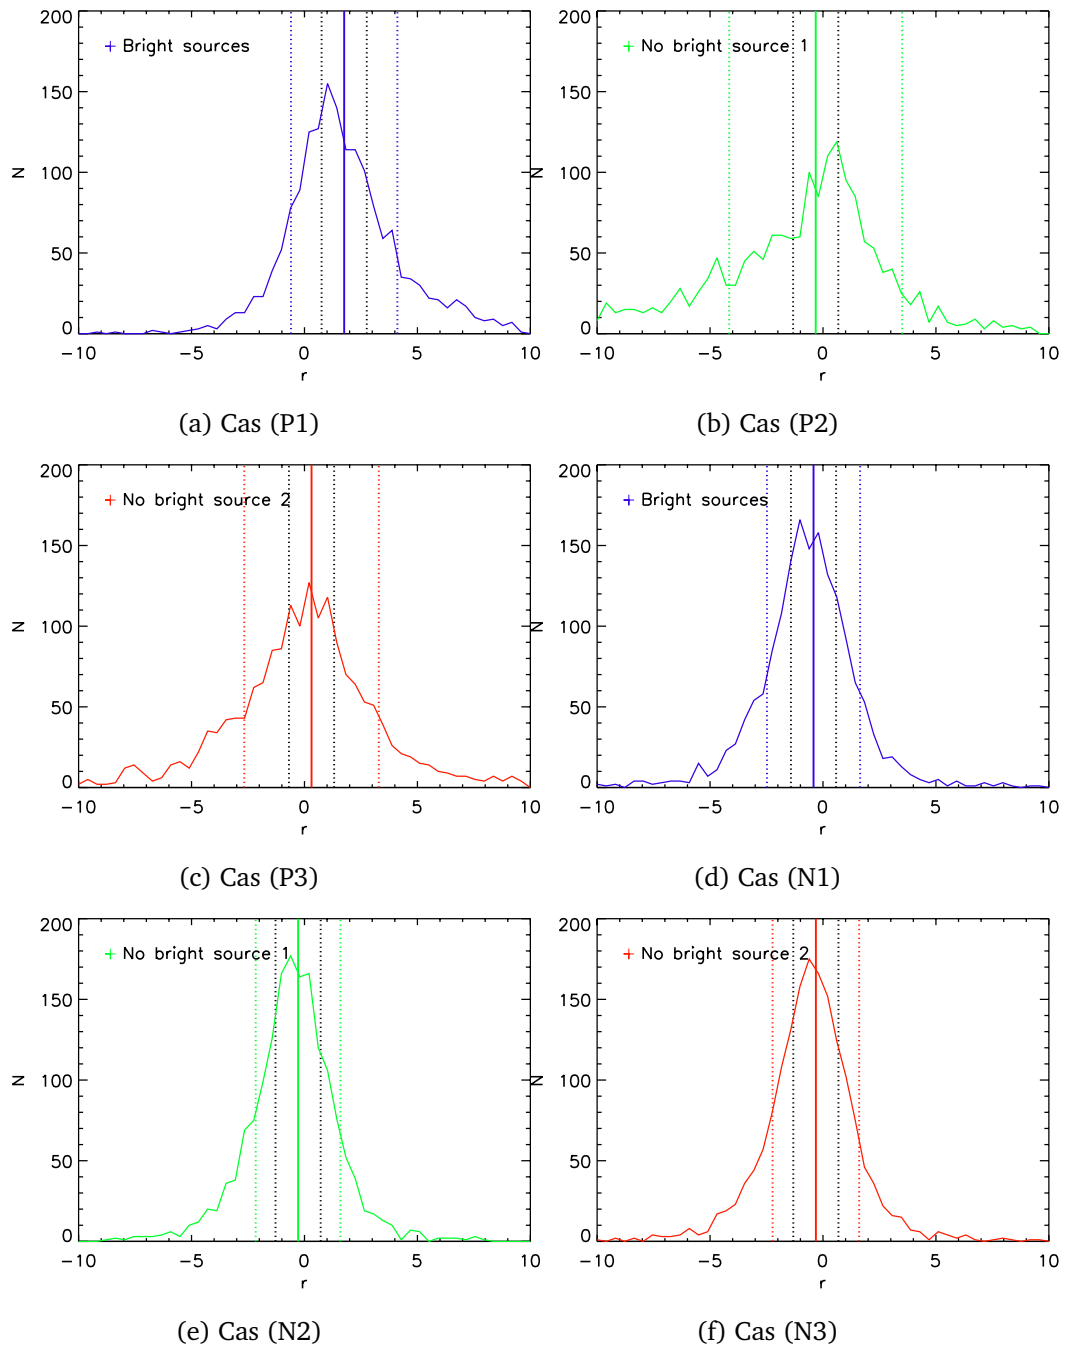 200
150
100
50
0
N
+ Bright sources
−10 −5 0 5 10
r
(a) Cas (P1)
200
150
100
50
0
N
+ No bright source 1
−10 −5 0 5 10
r
(b) Cas (P2)
200
150
100
50
0
N
+ No bright source 2
−10 −5 0 5 10
r
(c) Cas (P3)
200
150
100
50
0
N
+ Bright sources
−10 −5 0 5 10
r
(d) Cas (N1)
200
150
100
50
0
N
+ No bright source 1
−10 −5 0 5 10
r
(e) Cas (N2)
200
150
100
50
0
N
+ No bright source 2
−10 −5 0 5 10
r
(f) Cas (N3)